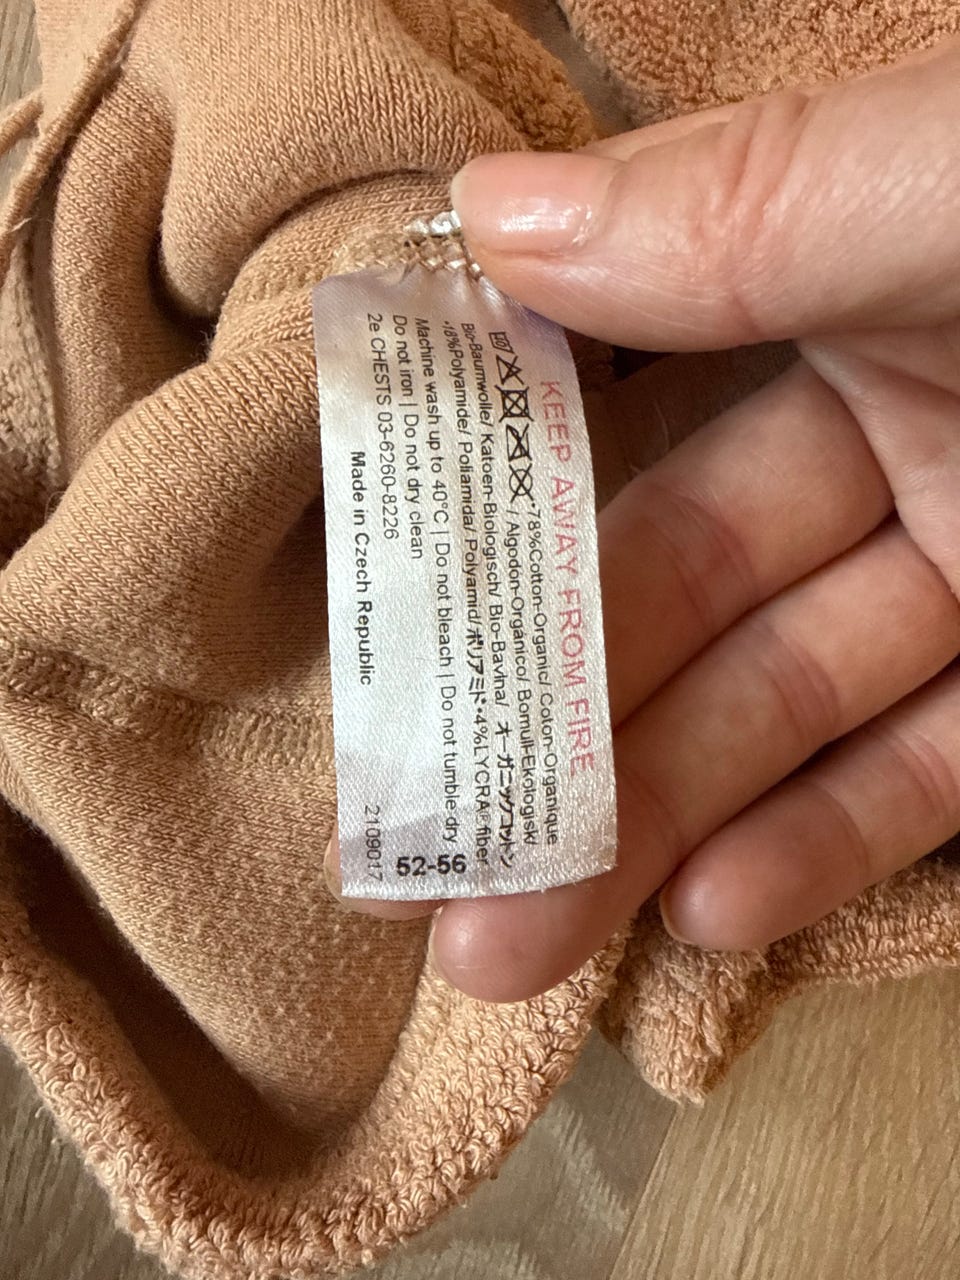 KEEP AWAY FROM FIRE
•78%Cotton-Organic/ Coton-Organique
/ Algodon-Orgánico/ Bomull-Ekologisk/
Bio-Baumwolle/ Katoen-Biologisch/ Bio-Bavlna/ オーガニックコットン
•18%Polyamide/ Poliamida/ Polyamid/ポリアミド•4%LYCRA® fiber
Machine wash up to 40°C | Do not bleach | Do not tumble dry
Do not iron | Do not dry clean
2e CHESTS 03-6260-8226
52-56
Made in Czech Republic
2109017